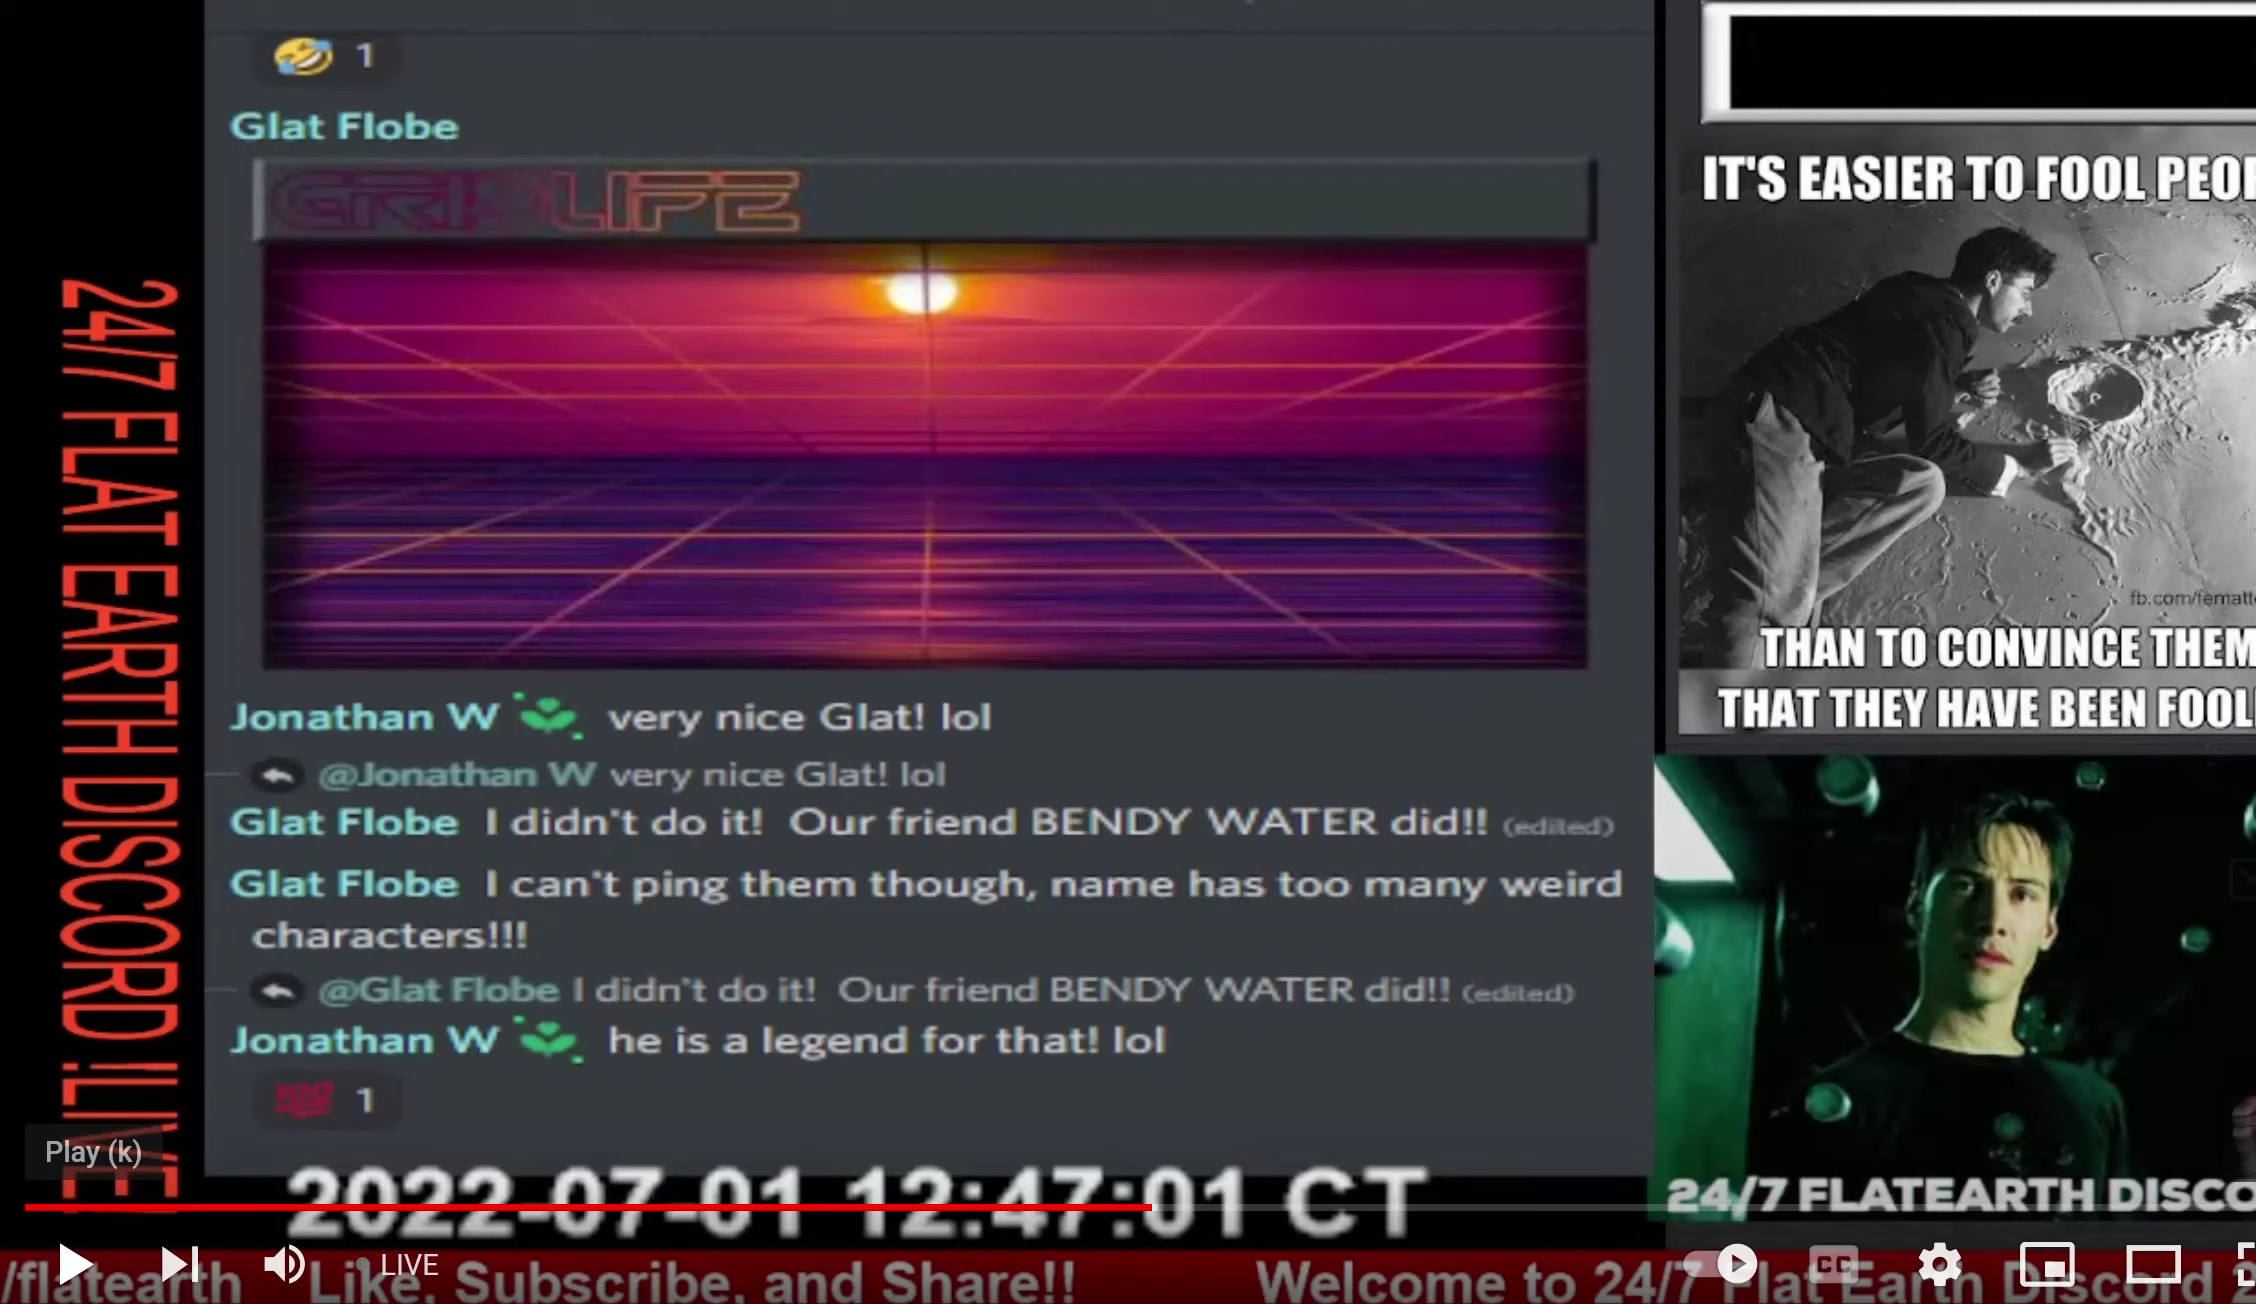 1
Glat Flobe
GRIDLIFE
Jonathan W very nice Glat! lol
@Jonathan W very nice Glat! lol
Glat Flobe I didn't do it! Our friend BENDY WATER did!! (edited)
Glat Flobe I can't ping them though, name has too many weird
characters!!!
@Glat Flobe I didn't do it! Our friend BENDY WATER did!! (edited)
Jonathan W he is a legend for that! lol
100 1
24/7 FLAT EARTH DISCORD !LIVE!
Play (k)
2022-07-01 12:47:01 CT
LIVE
/flatearth Like, Subscribe, and Share!! Welcome to 24/7 Flat Earth Discord 2
CC
IT'S EASIER TO FOOL PEOP
fb.com/fematt
THAN TO CONVINCE THEM
THAT THEY HAVE BEEN FOOL
24/7 FLATEARTH DISCO